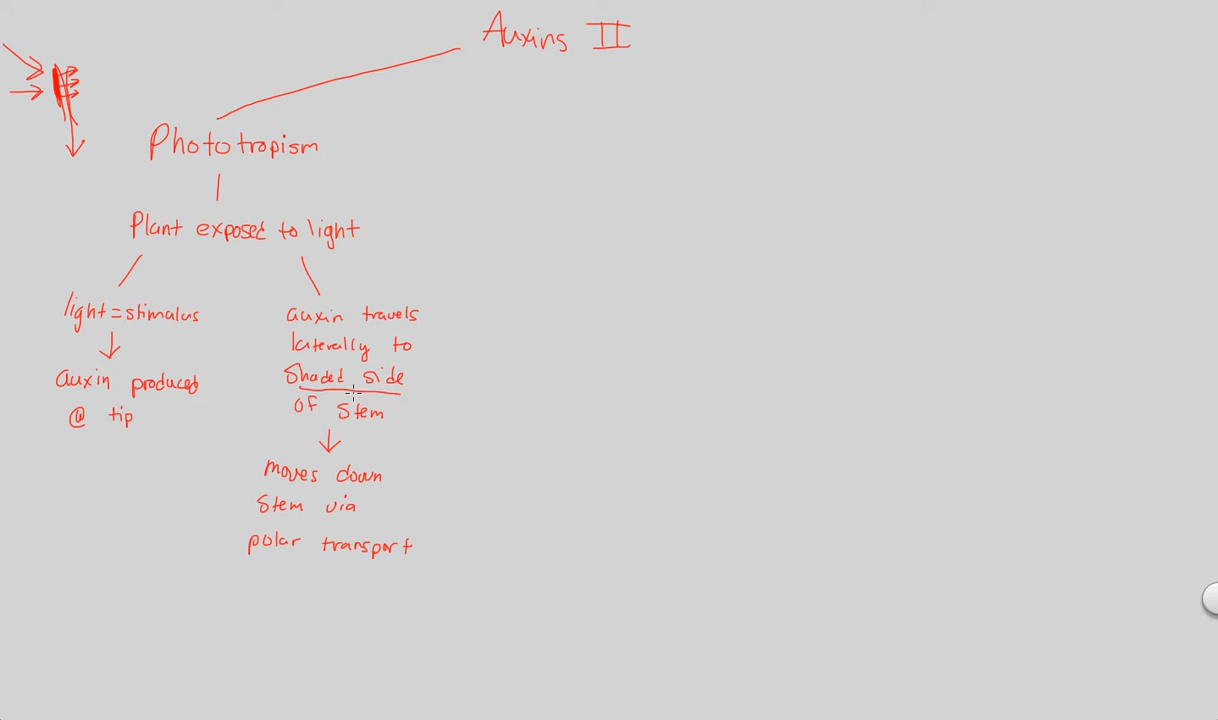 Auxins II
Phototropism
Plant exposed to light
light = stimulus
auxin produced
@ tip
auxin travels
laterally to
shaded side
of stem
moves down
stem via
polar transport